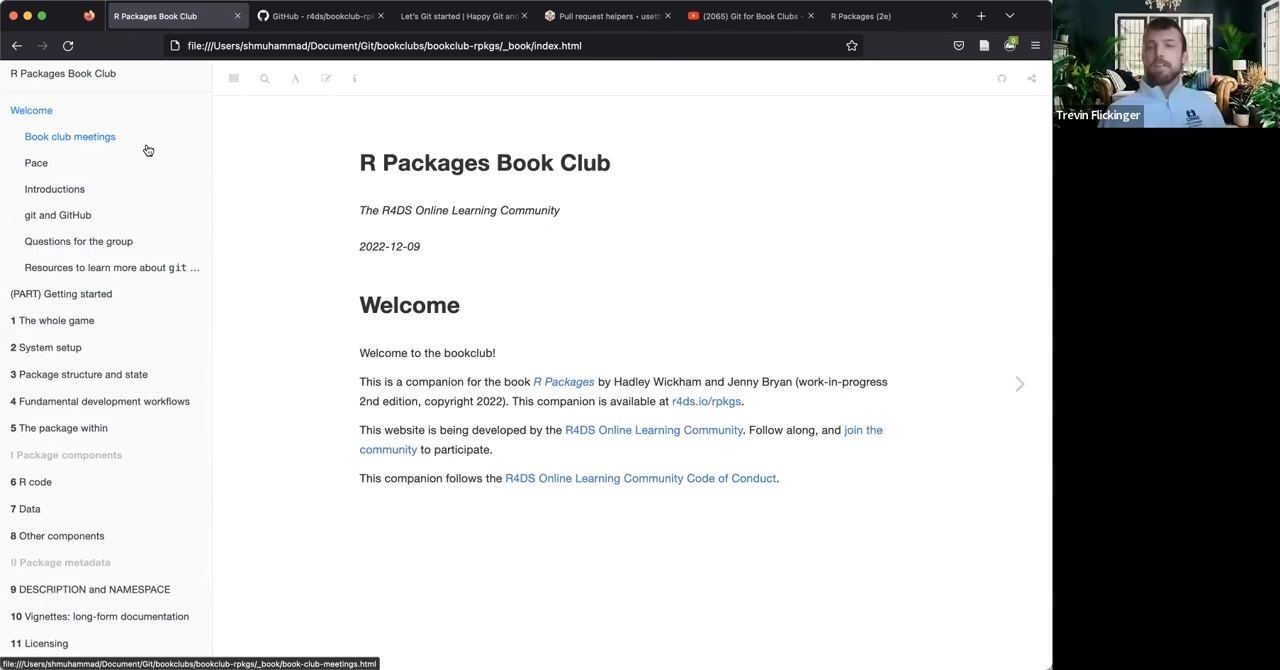 R Packages Book Club
GitHub - r4ds/bookclub-rpk
Let's Git started | Happy Git and
Pull request helpers • useth
(2065) Git for Book Clubs -
R Packages (2e)
file:///Users/shmuhammad/Document/Git/bookclubs/bookclub-rpkgs/_book/index.html
0
R Packages Book Club
Welcome
Book club meetings
Pace
Introductions
git and GitHub
Questions for the group
Resources to learn more about git ...
(PART) Getting started
1 The whole game
2 System setup
3 Package structure and state
4 Fundamental development workflows
5 The package within
I Package components
6 R code
7 Data
8 Other components
II Package metadata
9 DESCRIPTION and NAMESPACE
10 Vignettes: long-form documentation
11 Licensing
file:///Users/shmuhammad/Document/Git/bookclubs/bookclub-rpkgs/_book/book-club-meetings.html
A
i
R Packages Book Club
The R4DS Online Learning Community
2022-12-09
Welcome
Welcome to the bookclub!
This is a companion for the book R Packages by Hadley Wickham and Jenny Bryan (work-in-progress
2nd edition, copyright 2022). This companion is available at r4ds.io/rpkgs.
This website is being developed by the R4DS Online Learning Community. Follow along, and join the
community to participate.
This companion follows the R4DS Online Learning Community Code of Conduct.
Trevin Flickinger